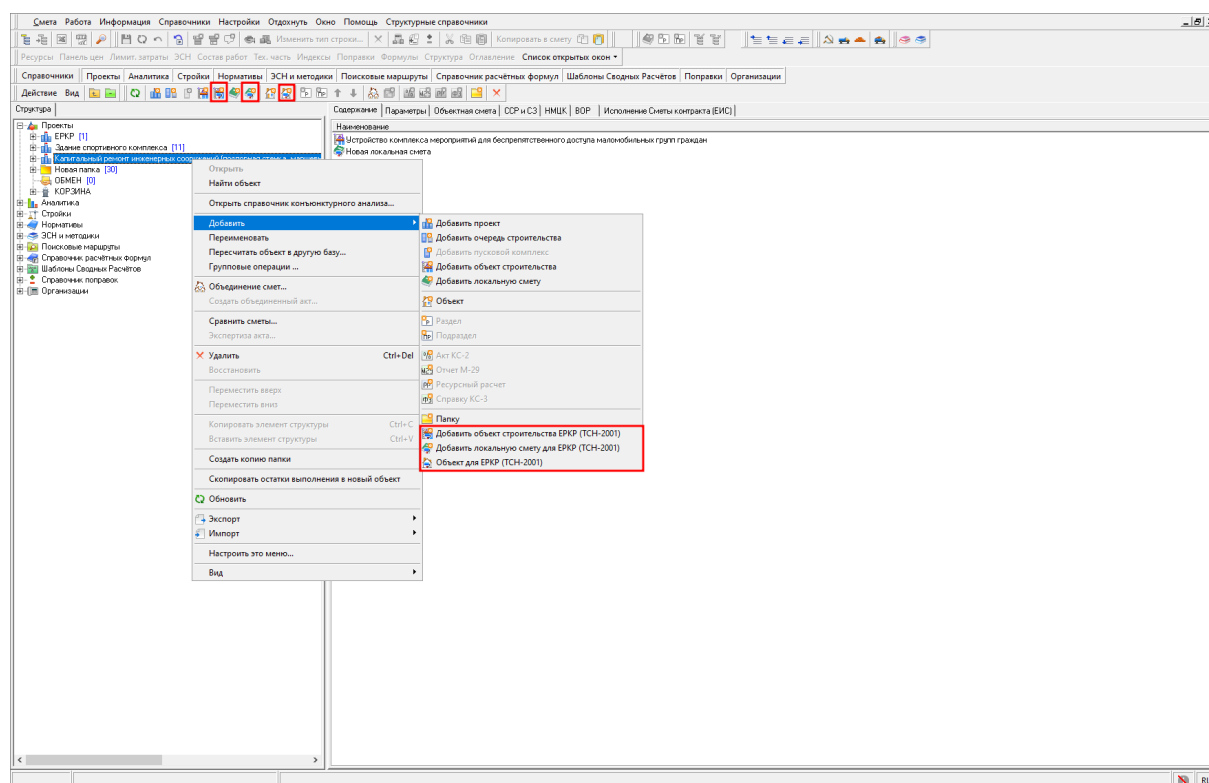 Смета Работа Информация Справочники Настройки Отдохнуть Окно Помощь Структурные справочники
Изменить тип строки... Копировать в смету
Ресурсы Панель цен Лимит. затраты ЭСН Состав работ Тех. часть Индексы Поправки Формулы Структура Оглавление Список открытых окон
Справочники Проекты Аналитика Стройки Нормативы ЭСН и методики Поисковые маршруты Справочник расчётных формул Шаблоны Сводных Расчётов Поправки Организации
Действие Вид
Структура
Содержание Параметры Объектная смета ССР и СЗ НМЦК ВОР Исполнение Сметы контракта (ЕИС)
Наименование
Устройство комплекса мероприятий для беспрепятственного доступа маломобильных групп граждан
Новая локальная смета
Проекты
ЕРКР [1]
Здание спортивного комплекса [11]
Капитальный ремонт инженерных сооружений (подпорная стенка, маршевы
Новая папка [30]
ОБМЕН [0]
КОРЗИНА
Аналитика
Стройки
Нормативы
ЭСН и методики
Поисковые маршруты
Справочник расчётных формул
Шаблоны Сводных Расчётов
Справочник поправок
Организации
Открыть
Найти объект
Открыть справочник конъюнктурного анализа...
Добавить
Переименовать
Пересчитать объект в другую базу...
Групповые операции ...
Объединение смет...
Создать объединенный акт...
Сравнить сметы...
Экспертиза акта...
Удалить Ctrl+Del
Восстановить
Переместить вверх
Переместить вниз
Копировать элемент структуры Ctrl+C
Вставить элемент структуры Ctrl+V
Создать копию папки
Скопировать остатки выполнения в новый объект
Обновить
Экспорт
Импорт
Настроить это меню...
Вид
Добавить проект
Добавить очередь строительства
Добавить пусковой комплекс
Добавить объект строительства
Добавить локальную смету
Объект
Раздел
Подраздел
Акт КС-2
Отчет М-29
Ресурсный расчет
Справку КС-3
Папку
Добавить объект строительства ЕРКР (ТСН-2001)
Добавить локальную смету для ЕРКР (ТСН-2001)
Объект для ЕРКР (ТСН-2001)